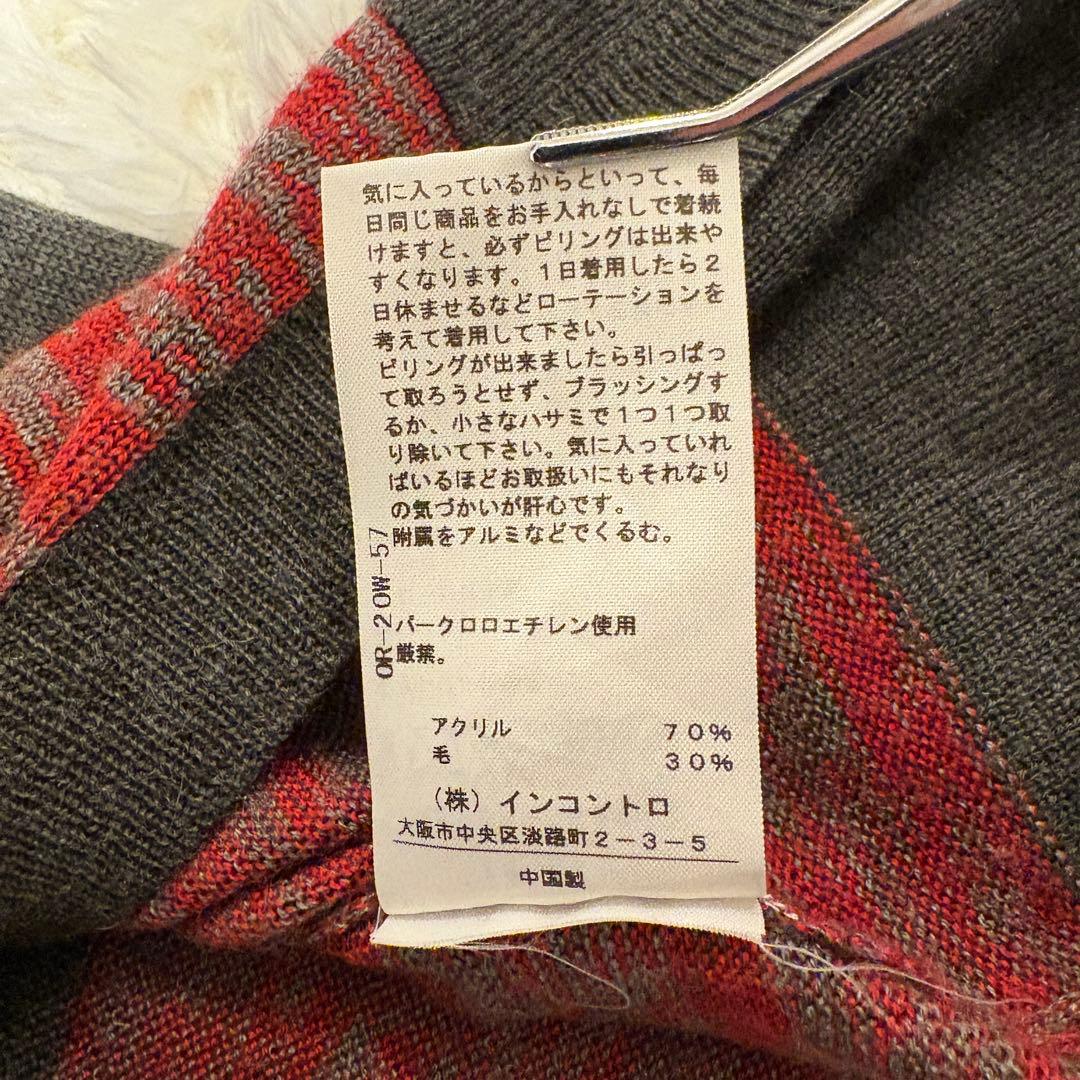 気に入っているからといって、毎
日同じ商品をお手入れなしで着続
けますと、必ずピリングは出来や
すくなります。１日着用したら２
日休ませるなどローテーションを
考えて着用して下さい。
ピリングが出来ましたら引っぱっ
て取ろうとせず、ブラッシングす
るか、小さなハサミで１つ１つ取
り除いて下さい。気に入っていれ
ばいるほどお取扱いにもそれなり
の気づかいが肝心です。
附属をアルミなどでくるむ。
OR-20W-57
パークロロエチレン使用
厳禁。
アクリル ７０％
毛 ３０％
（株）インコントロ
大阪市中央区淡路町２－３－５
中国製